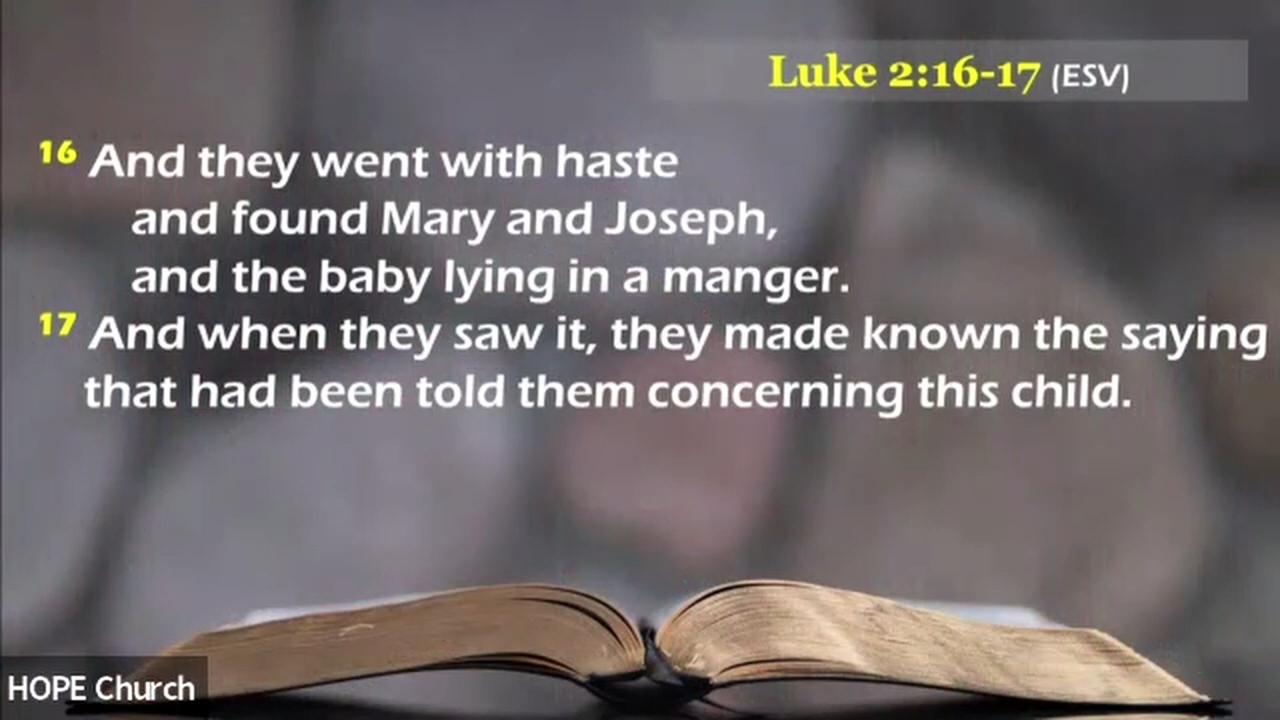 Luke 2:16-17 (ESV)
16 And they went with haste
and found Mary and Joseph,
and the baby lying in a manger.
17 And when they saw it, they made known the saying
that had been told them concerning this child.
HOPE Church